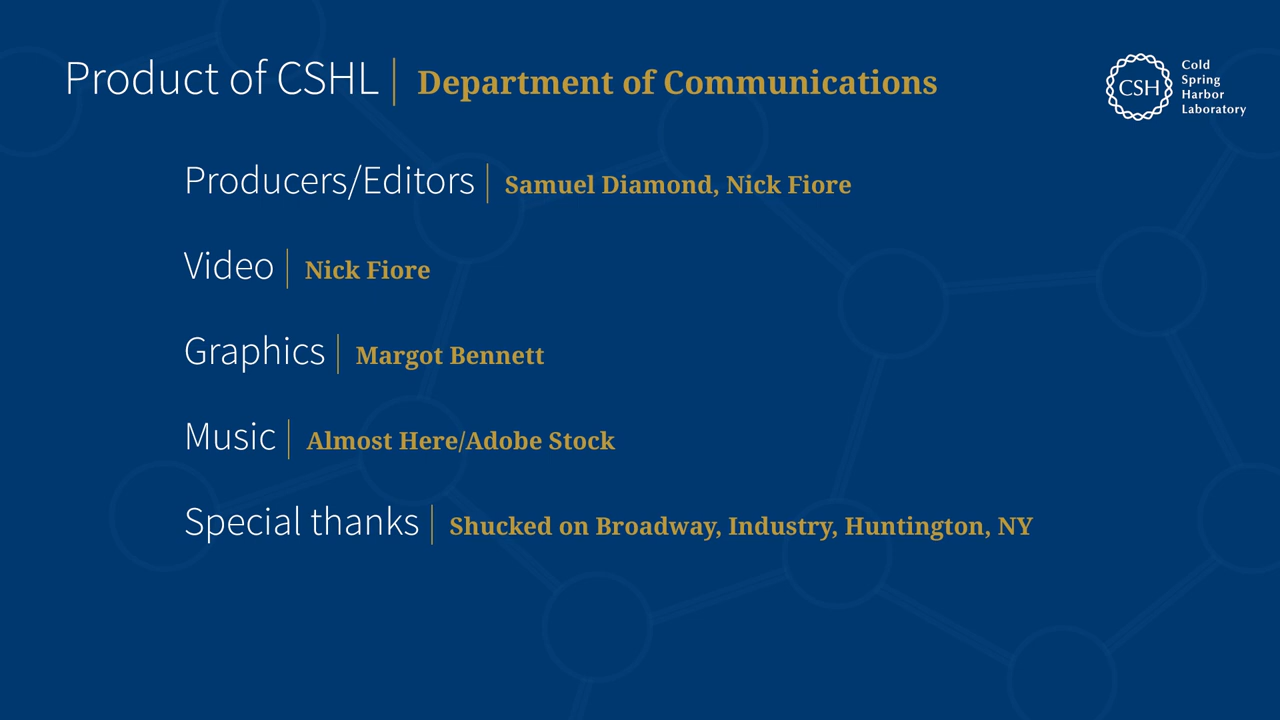 Product of CSHL | Department of Communications
CSH
Cold
Spring
Harbor
Laboratory
Producers/Editors | Samuel Diamond, Nick Fiore
Video | Nick Fiore
Graphics | Margot Bennett
Music | Almost Here/Adobe Stock
Special thanks | Shucked on Broadway, Industry, Huntington, NY